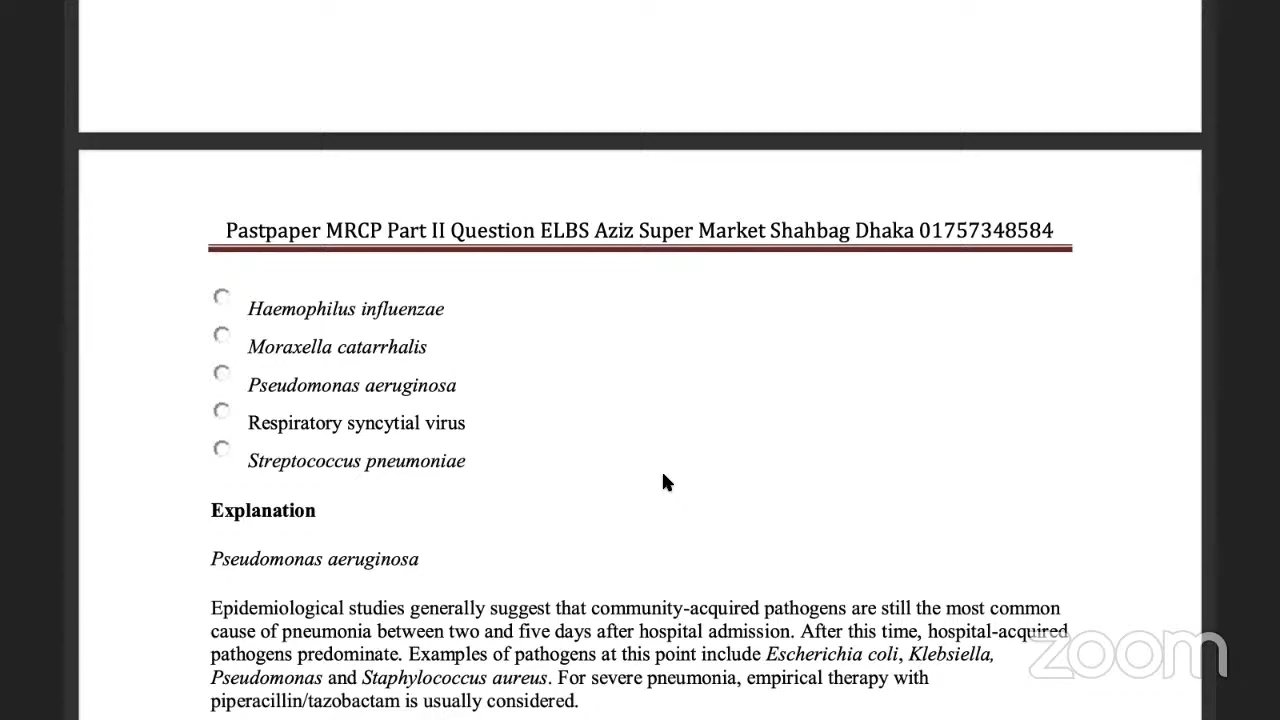 Pastpaper MRCP Part II Question ELBS Aziz Super Market Shahbag Dhaka 01757348584
Haemophilus influenzae
Moraxella catarrhalis
Pseudomonas aeruginosa
Respiratory syncytial virus
Streptococcus pneumoniae
Explanation
Pseudomonas aeruginosa
Epidemiological studies generally suggest that community-acquired pathogens are still the most common
cause of pneumonia between two and five days after hospital admission. After this time, hospital-acquired
pathogens predominate. Examples of pathogens at this point include Escherichia coli, Klebsiella,
Pseudomonas and Staphylococcus aureus. For severe pneumonia, empirical therapy with
piperacillin/tazobactam is usually considered.
zoom